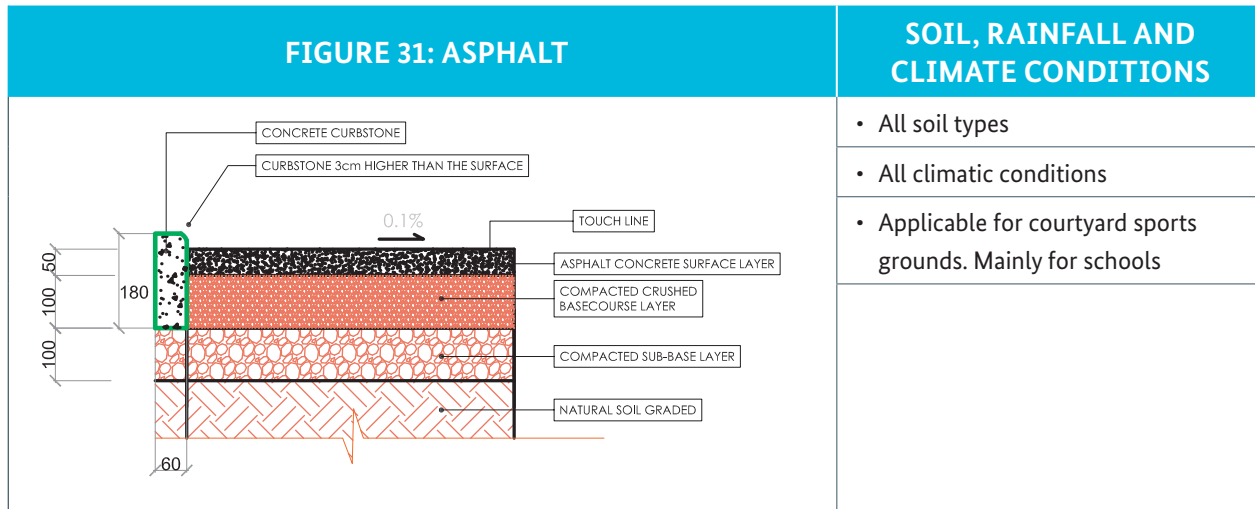 FIGURE 31: ASPHALT
SOIL, RAINFALL AND
CLIMATE CONDITIONS
CONCRETE CURBSTONE
CURBSTONE 3cm HIGHER THAN THE SURFACE
0.1%
TOUCH LINE
ASPHALT CONCRETE SURFACE LAYER
COMPACTED CRUSHED
BASECOURSE LAYER
COMPACTED SUB-BASE LAYER
NATURAL SOIL GRADED
50
100
180
100
60
• All soil types
• All climatic conditions
• Applicable for courtyard sports
grounds. Mainly for schools